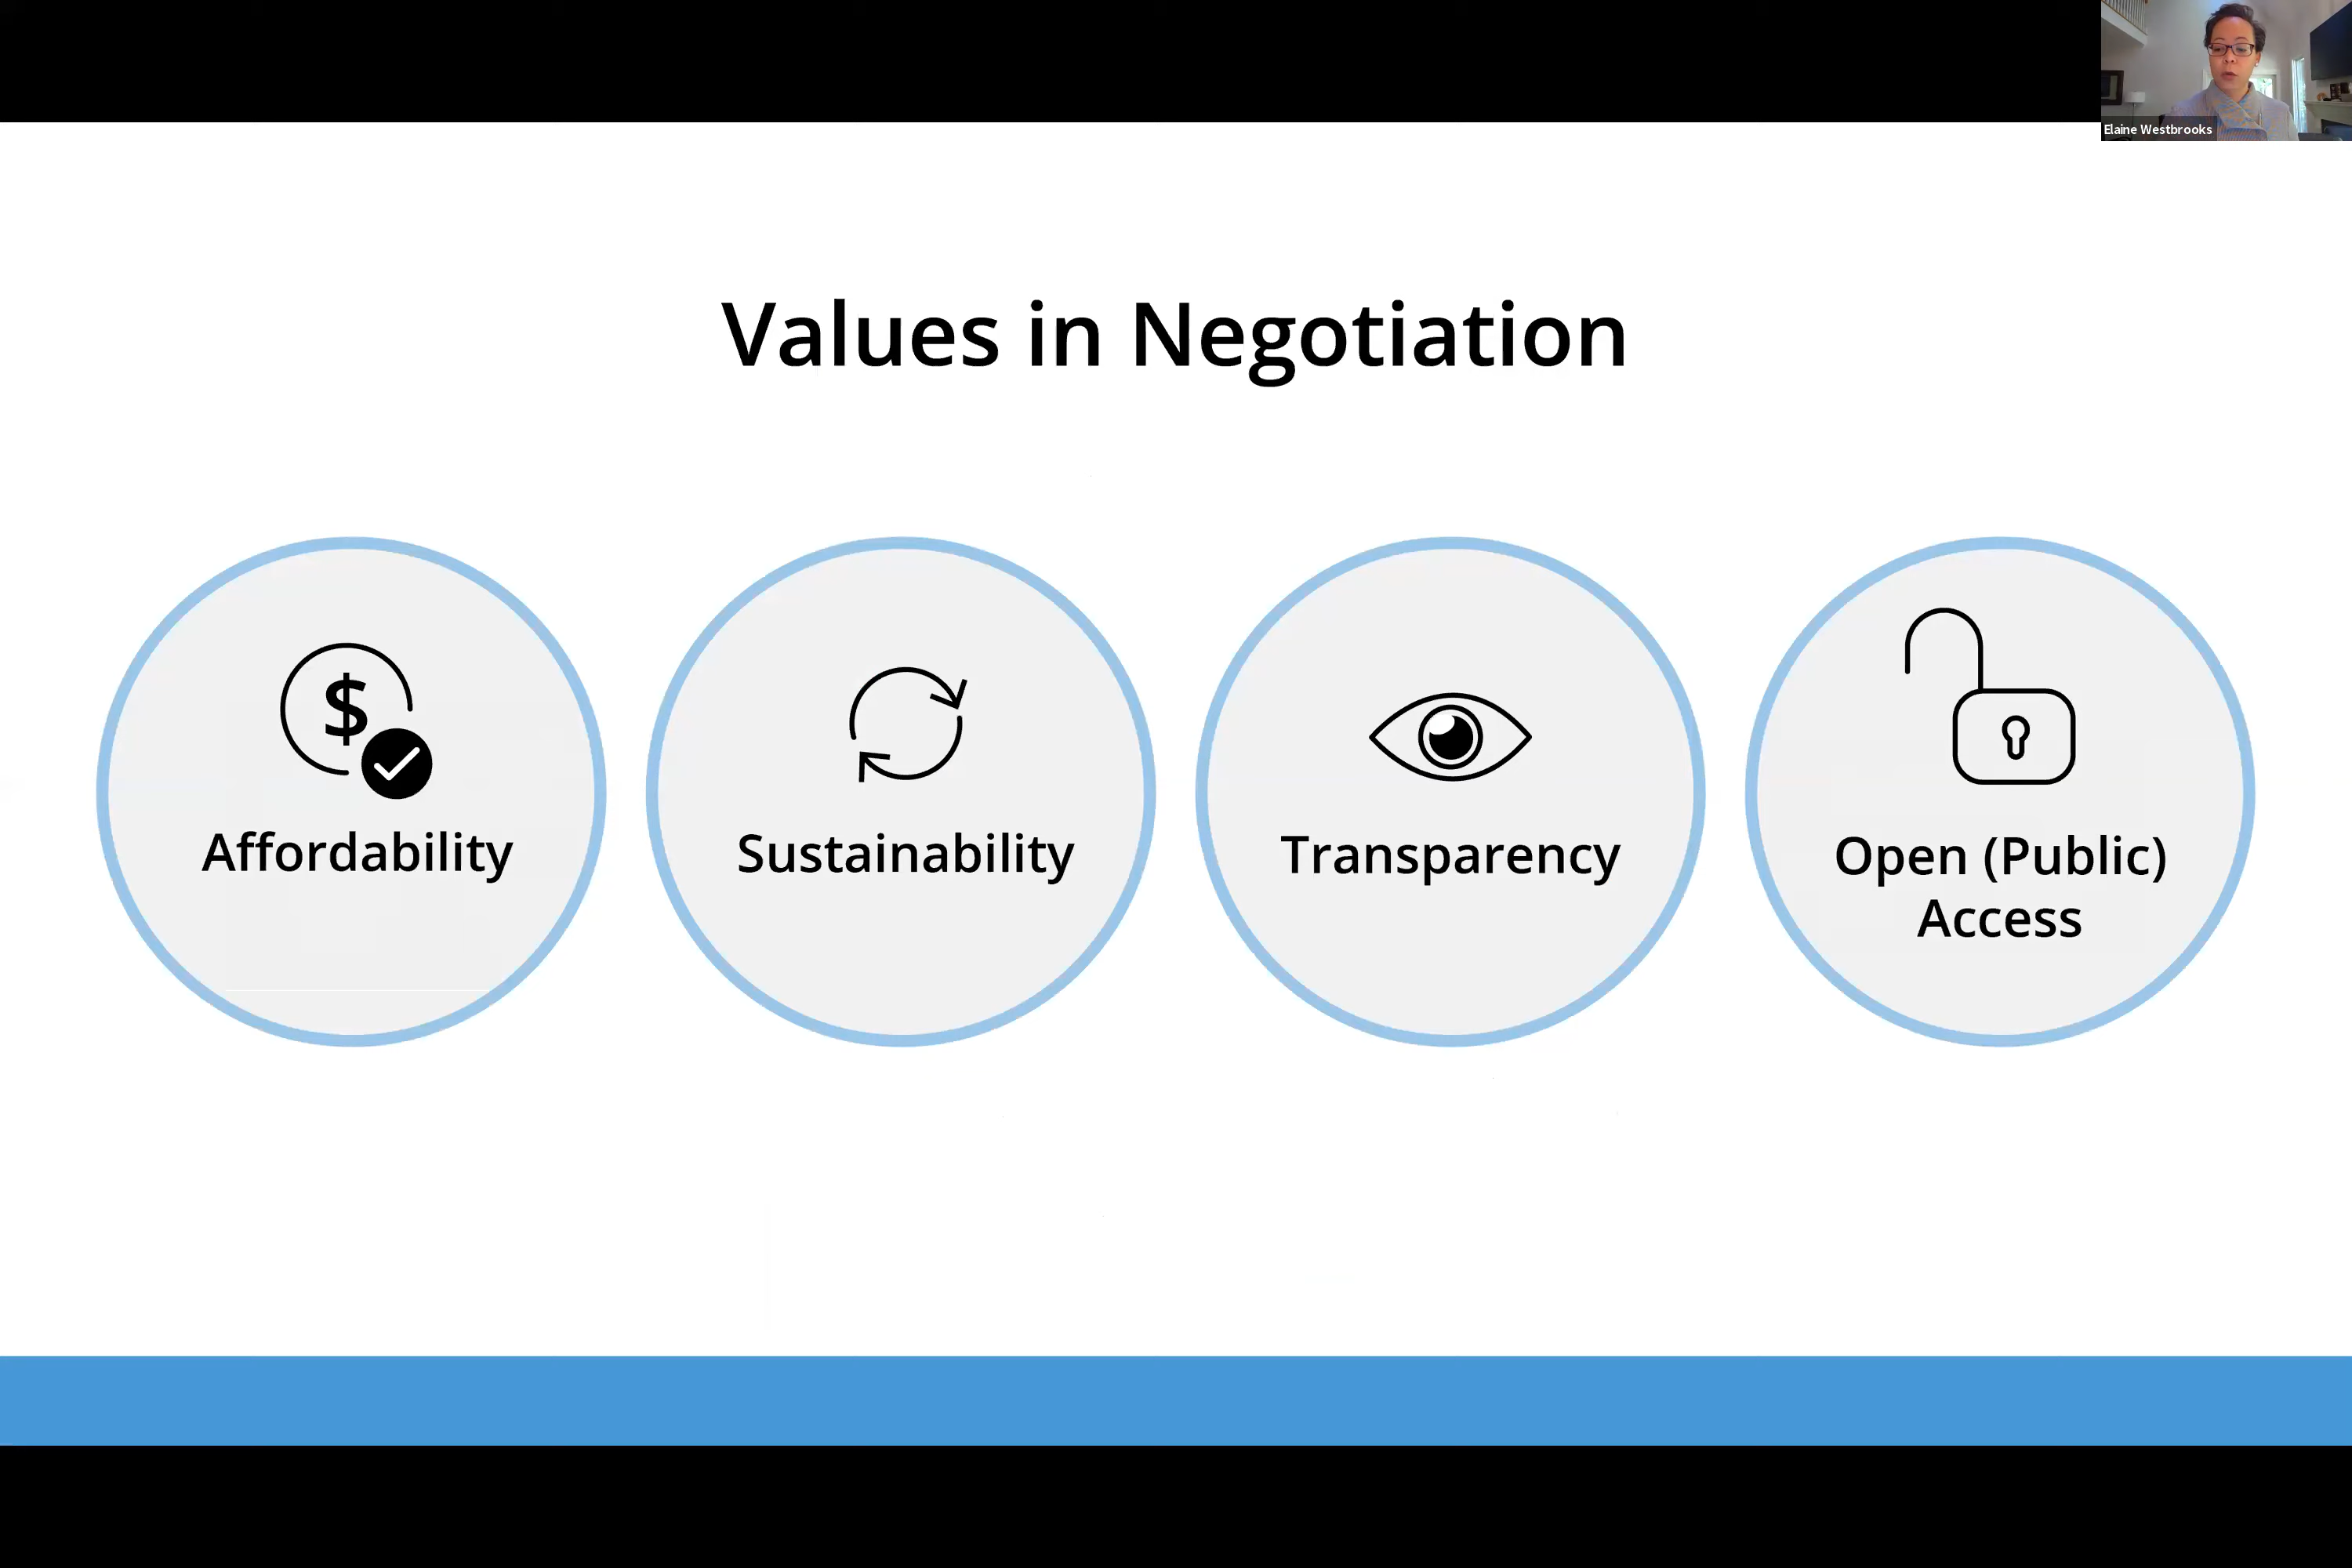 Elaine Westbrooks
Values in Negotiation
$
Affordability
Sustainability
Transparency
Open (Public)
Access